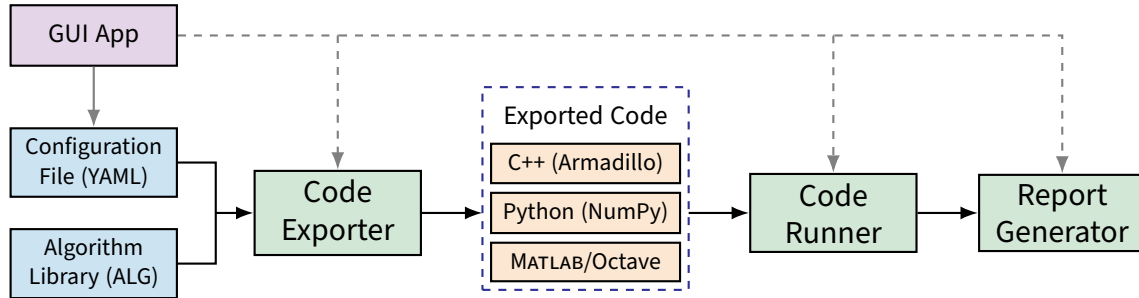 GUI App
Configuration
File (YAML)
Algorithm
Library (ALG)
Code
Exporter
Exported Code
C++ (Armadillo)
Python (NumPy)
MATLAB/Octave
Code
Runner
Report
Generator